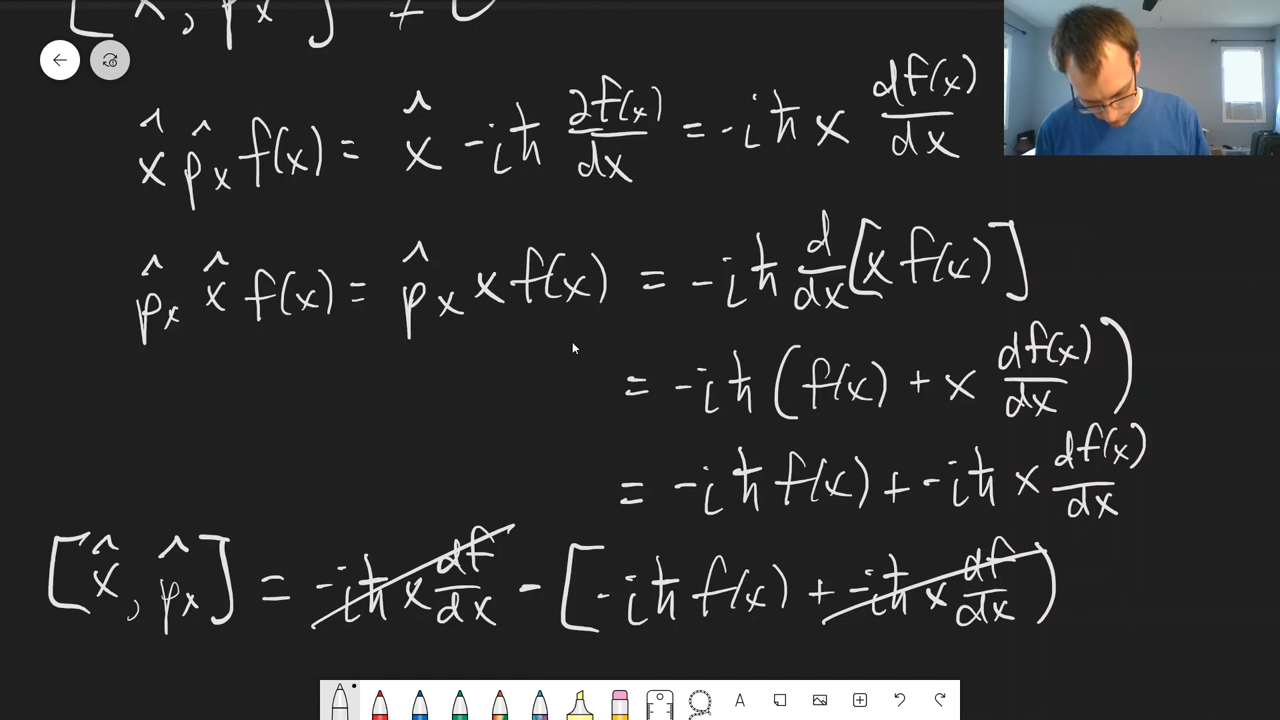 [x̂, p̂ₓ] ≠ 0
x̂ p̂ₓ f(x) = x̂ -iħ ∂f(x)/dx = -iħ x df(x)/dx
p̂ₓ x̂ f(x) = p̂ₓ x f(x) = -iħ d/dx [x f(x)]
= -iħ (f(x) + x df(x)/dx)
= -iħ f(x) + -iħ x df(x)/dx
[x̂, p̂ₓ] = -iħ x df/dx - [-iħ f(x) + -iħ x df/dx)
A